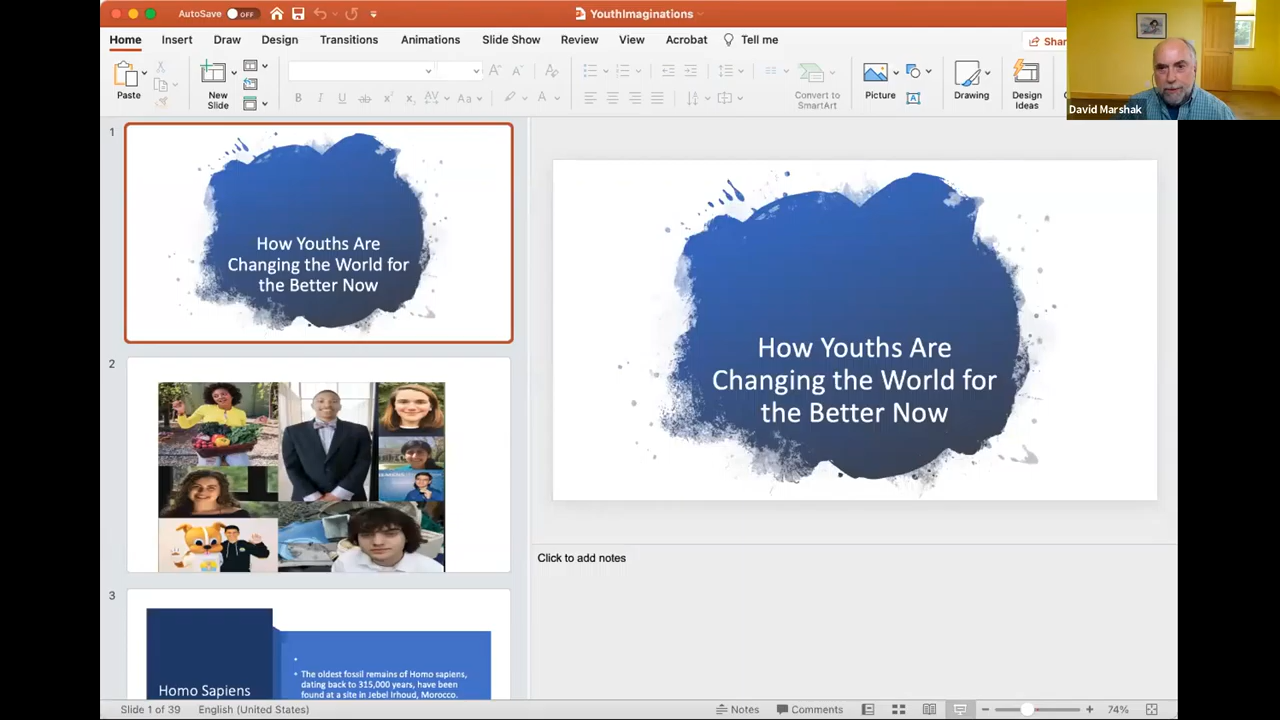 AutoSave OFF
YouthImaginations
Home Insert Draw Design Transitions Animations Slide Show Review View Acrobat Tell me
Paste
New
Slide
Convert to
SmartArt
Picture
Drawing
Design
Ideas
David Marshak
1
How Youths Are
Changing the World for
the Better Now
2
3
Homo Sapiens
The oldest fossil remains of Homo sapiens,
dating back to 315,000 years, have been
found at a site in Jebel Irhoud, Morocco.
How Youths Are
Changing the World for
the Better Now
Click to add notes
Slide 1 of 39 English (United States) Notes Comments 74%